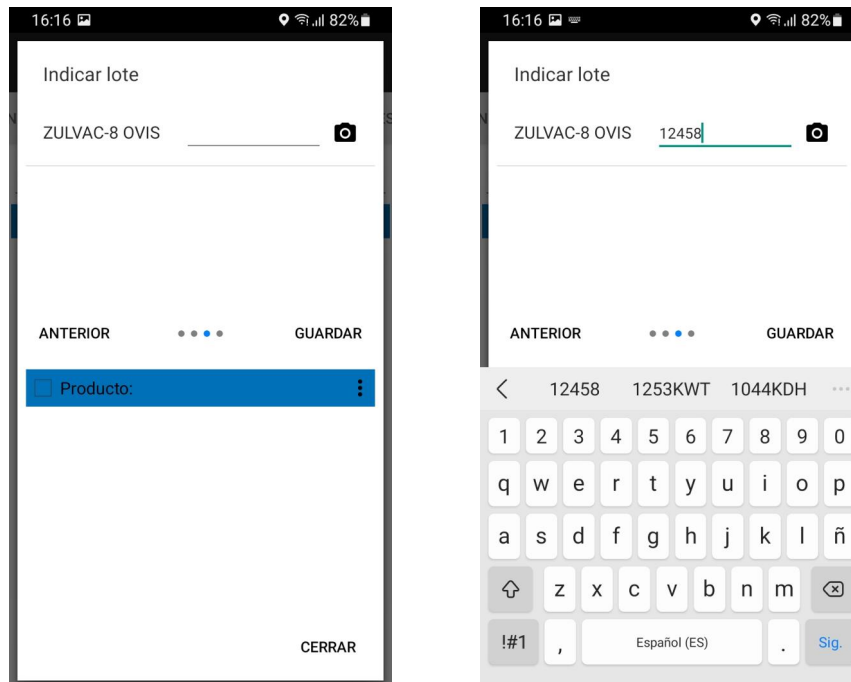 16:16 82%
Indicar lote
ZULVAC-8 OVIS
ANTERIOR GUARDAR
Producto:
CERRAR
16:16 82%
Indicar lote
ZULVAC-8 OVIS 12458
ANTERIOR GUARDAR
12458 1253KWT 1044KDH
1 2 3 4 5 6 7 8 9 0
q w e r t y u i o p
a s d f g h j k l ñ
z x c v b n m
!#1 , Español (ES) . Sig.